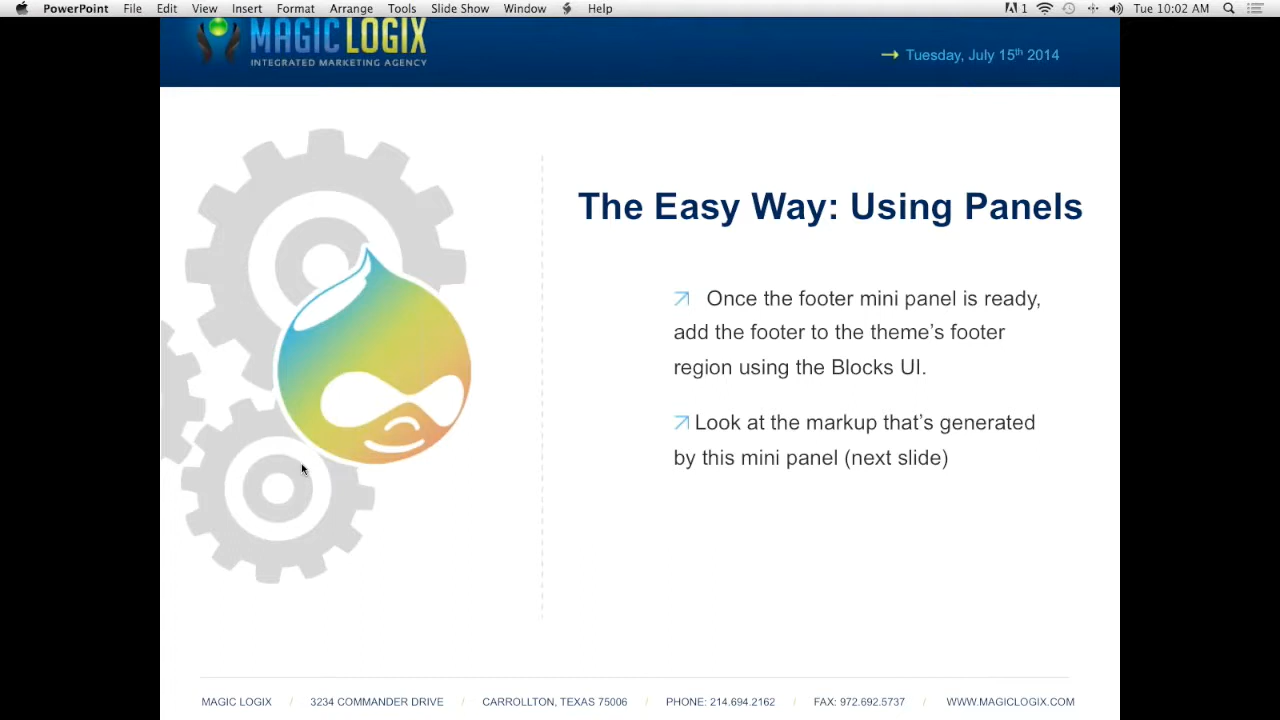 PowerPoint File Edit View Insert Format Arrange Tools Slide Show Window Help 1 Tue 10:02 AM
MAGIC LOGIX
INTEGRATED MARKETING AGENCY
Tuesday, July 15th 2014
The Easy Way: Using Panels
Once the footer mini panel is ready,
add the footer to the theme’s footer
region using the Blocks UI.
Look at the markup that’s generated
by this mini panel (next slide)
MAGIC LOGIX / 3234 COMMANDER DRIVE / CARROLLTON, TEXAS 75006 / PHONE: 214.694.2162 / FAX: 972.692.5737 / WWW.MAGICLOGIX.COM